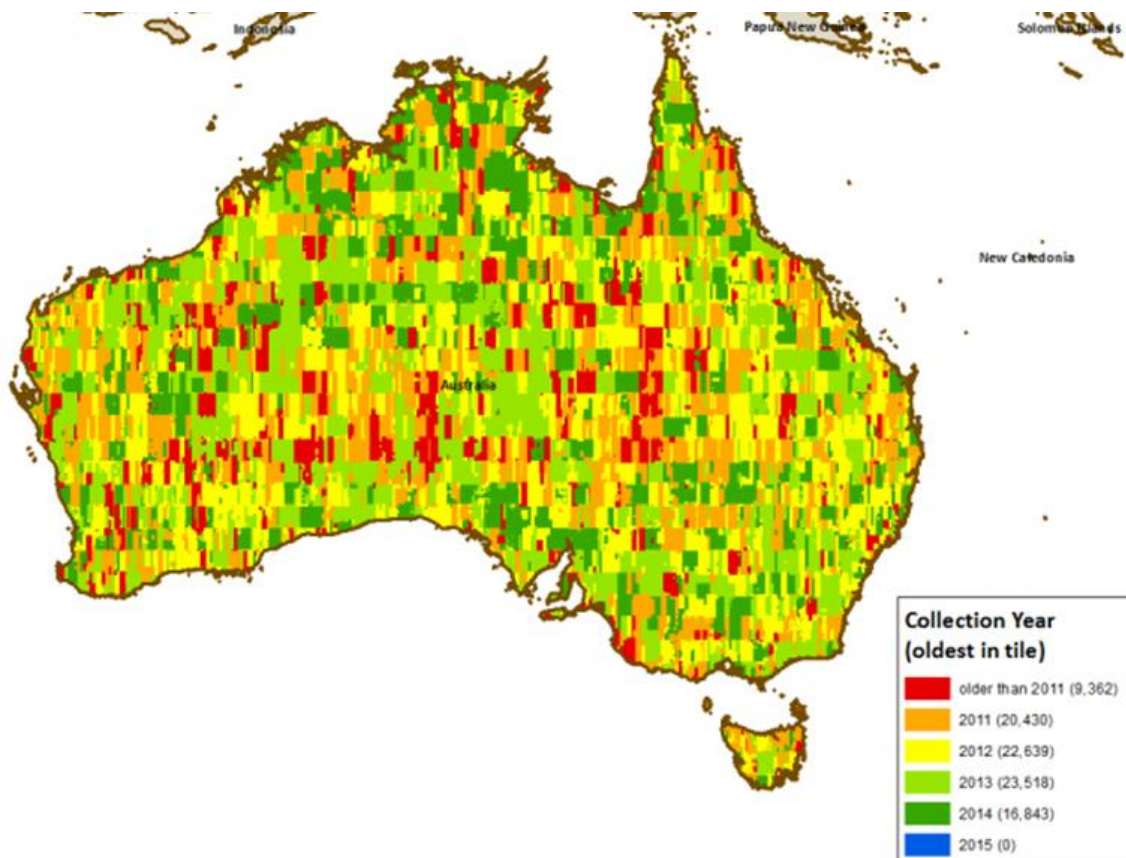 Indonesia
Papua New Guinea
Solomon Islands
New Caledonia
Australia
Collection Year
(oldest in tile)
older than 2011 (9,362)
2011 (20,430)
2012 (22,639)
2013 (23,518)
2014 (16,843)
2015 (0)